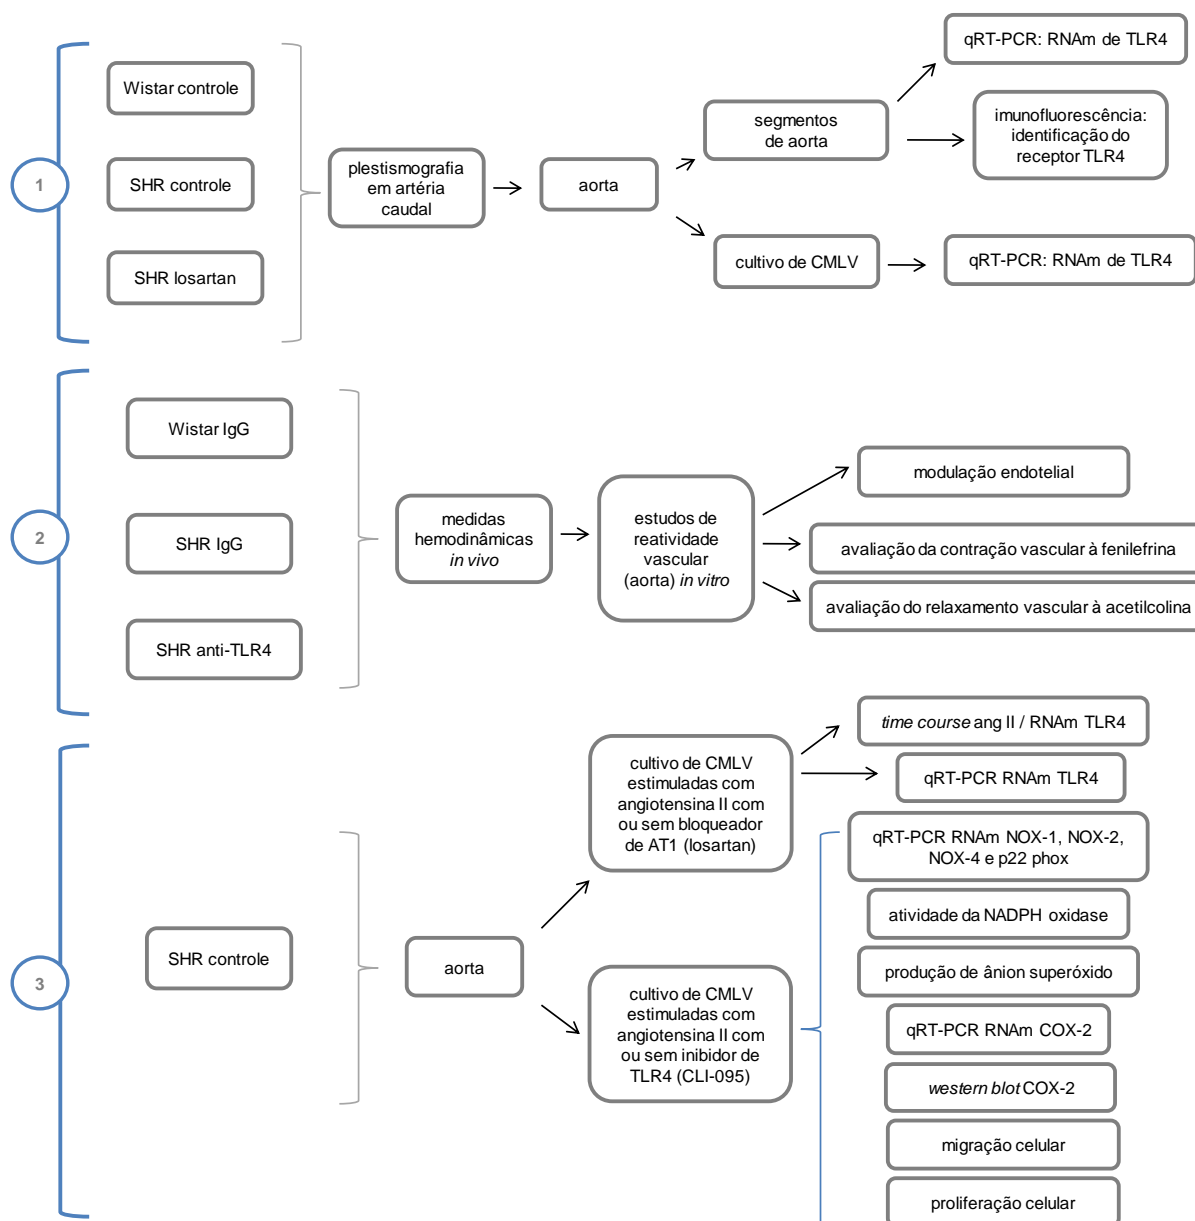 1
Wistar controle
SHR controle
SHR losartan
plestismografia
em artéria
caudal
aorta
segmentos
de aorta
cultivo de CMLV
qRT-PCR: RNAm de TLR4
imunofluorescência:
identificação do
receptor TLR4
qRT-PCR: RNAm de TLR4
2
Wistar IgG
SHR IgG
SHR anti-TLR4
medidas
hemodinâmicas
in vivo
estudos de
reatividade
vascular
(aorta) in vitro
modulação endotelial
avaliação da contração vascular à fenilefrina
avaliação do relaxamento vascular à acetilcolina
3
SHR controle
aorta
cultivo de CMLV
estimuladas com
angiotensina II com
ou sem bloqueador
de AT1 (losartan)
time course ang II / RNAm TLR4
qRT-PCR RNAm TLR4
cultivo de CMLV
estimuladas com
angiotensina II com
ou sem inibidor de
TLR4 (CLI-095)
qRT-PCR RNAm NOX-1, NOX-2,
NOX-4 e p22 phox
atividade da NADPH oxidase
produção de ânion superóxido
qRT-PCR RNAm COX-2
western blot COX-2
migração celular
proliferação celular